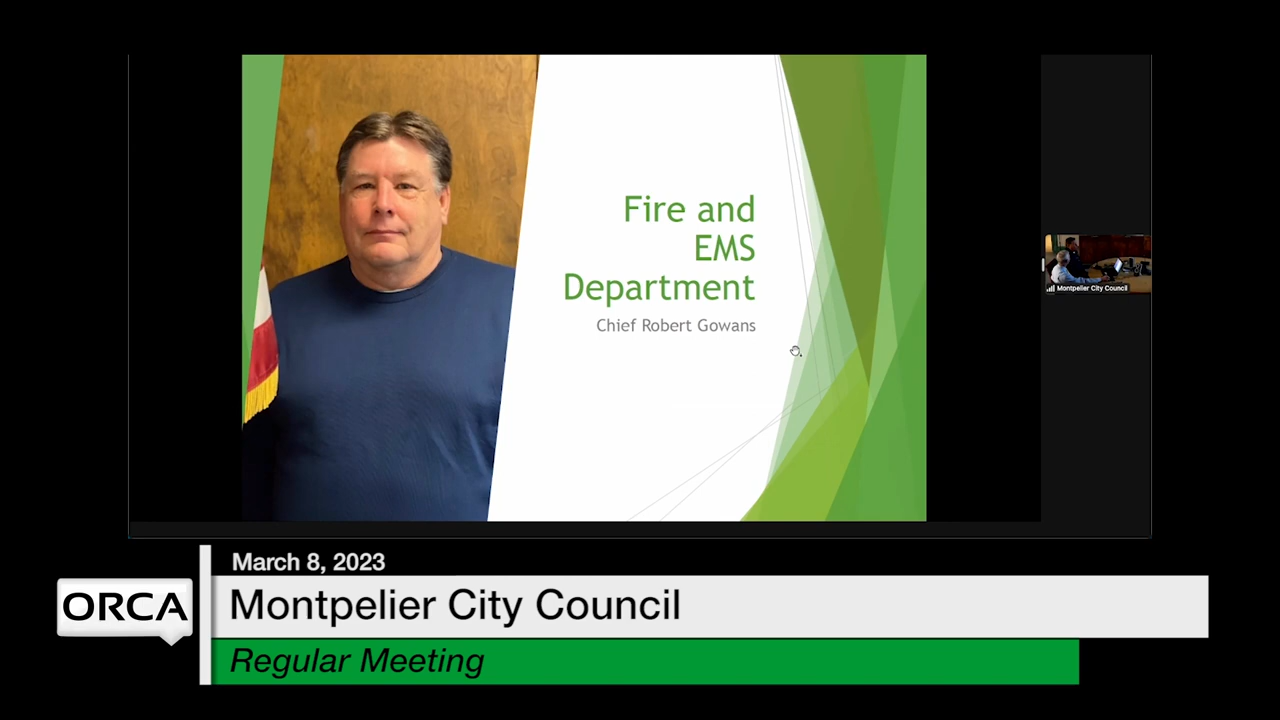 Fire and
EMS
Department
Chief Robert Gowans
Montpelier City Council
March 8, 2023
ORCA
Montpelier City Council
Regular Meeting